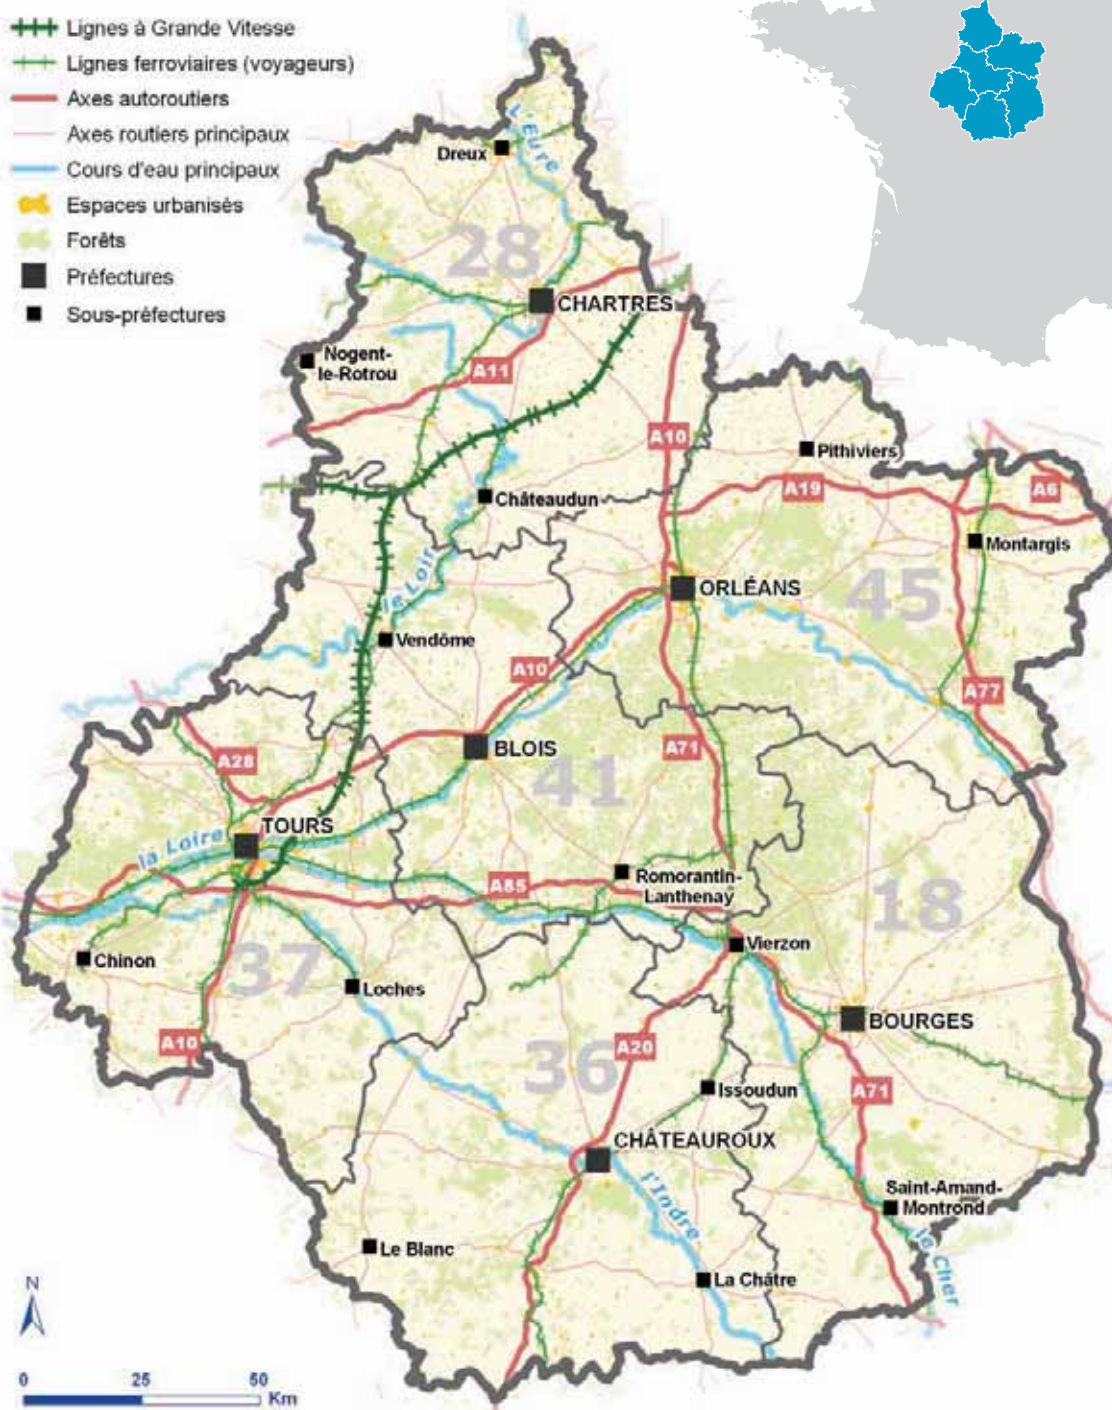 Lignes à Grande Vitesse
Lignes ferroviaires (voyageurs)
Axes autoroutiers
Axes routiers principaux
Cours d'eau principaux
Espaces urbanisés
Forêts
Préfectures
Sous-préfectures
L'Eure
Dreux
28
CHARTRES
Nogent-
le-Rotrou
A11
A10
Pithiviers
A19
A6
Châteaudun
Montargis
le Loir
ORLÉANS
45
Vendôme
A10
A77
BLOIS
A71
A28
41
TOURS
la Loire
Romorantin-
Lanthenay
A85
18
Vierzon
Chinon
37
Loches
BOURGES
A10
A20
36
Issoudun
A71
CHÂTEAUROUX
l'Indre
Saint-Amand-
Montrond
le Cher
Le Blanc
La Châtre
N
0 25 50
Km